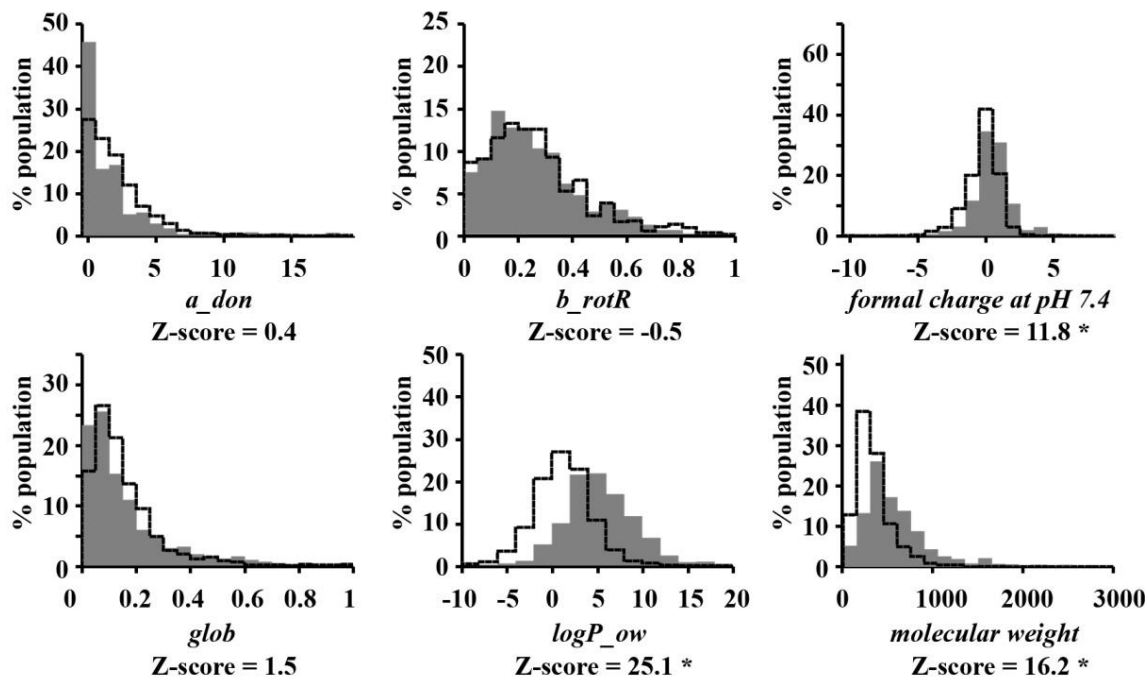 % population
50
40
30
20
10
0
0 5 15
a_don
Z-score = 0.4
% population
25
20
15
10
5
0
0 0.2 0.4 0.6 0.8 1
b_rotR
Z-score = -0.5
% population
60
40
20
0
-10 -5 0 5
formal charge at pH 7.4
Z-score = 11.8 *
% population
30
20
10
0
0 0.2 0.4 0.6 0.8 1
glob
Z-score = 1.5
% population
50
40
30
20
10
0
-10 -5 0 5 10 15 20
logP_ow
Z-score = 25.1 *
% population
50
40
30
20
10
0
0 1000 2000 3000
molecular weight
Z-score = 16.2 *